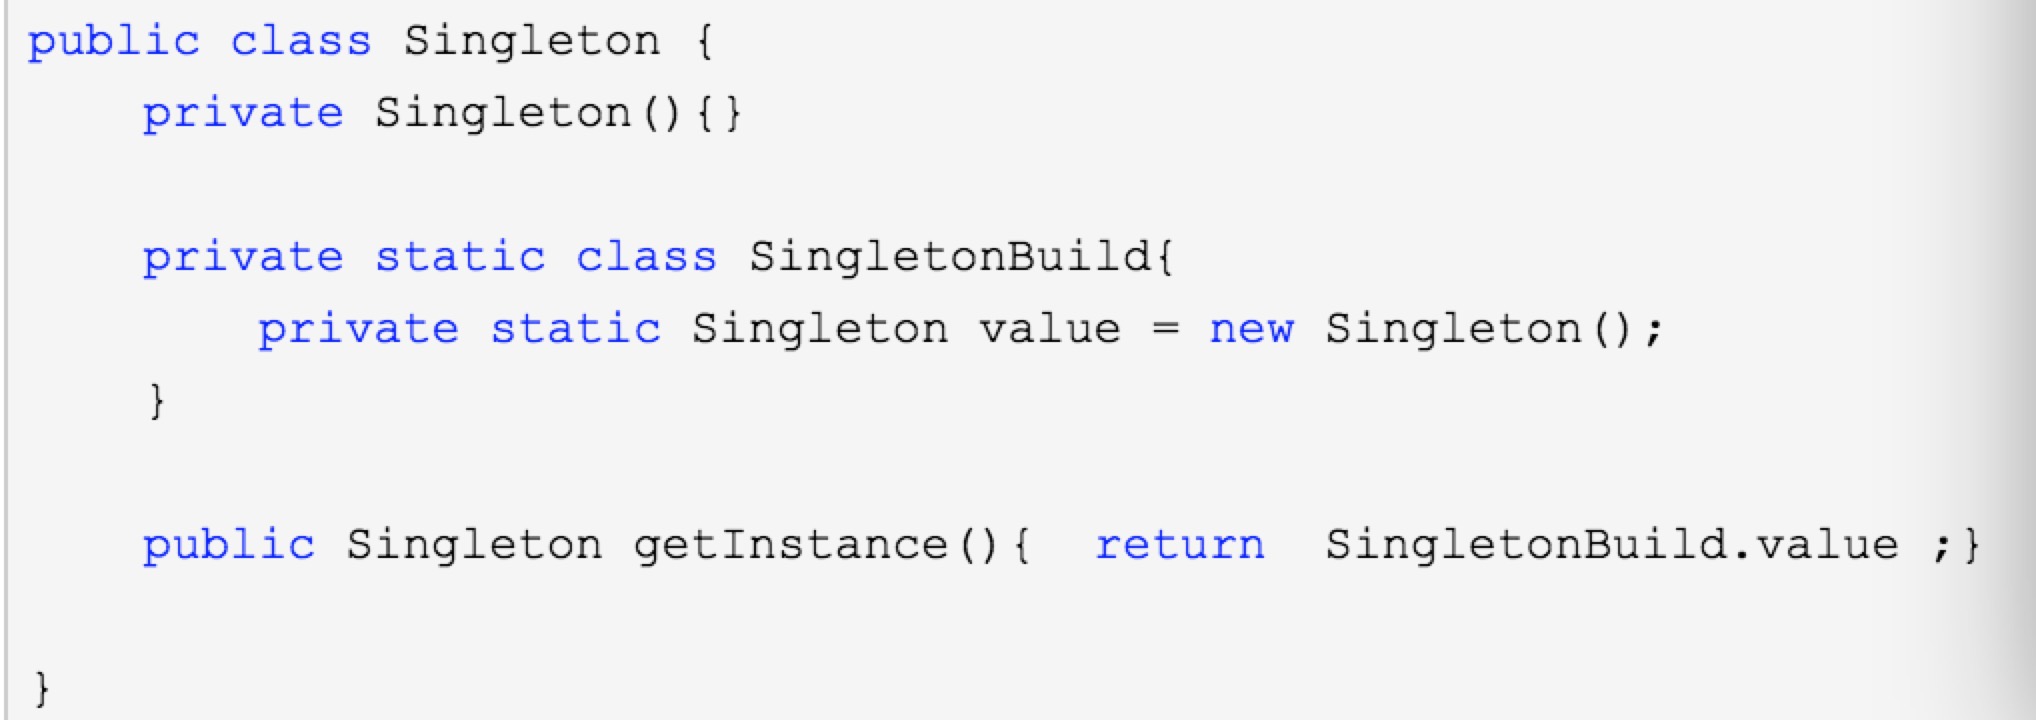 public class Singleton {
    private Singleton(){}
    private static class SingletonBuild{
        private static Singleton value = new Singleton();
    }
    public Singleton getInstance(){  return  SingletonBuild.value ;}
}